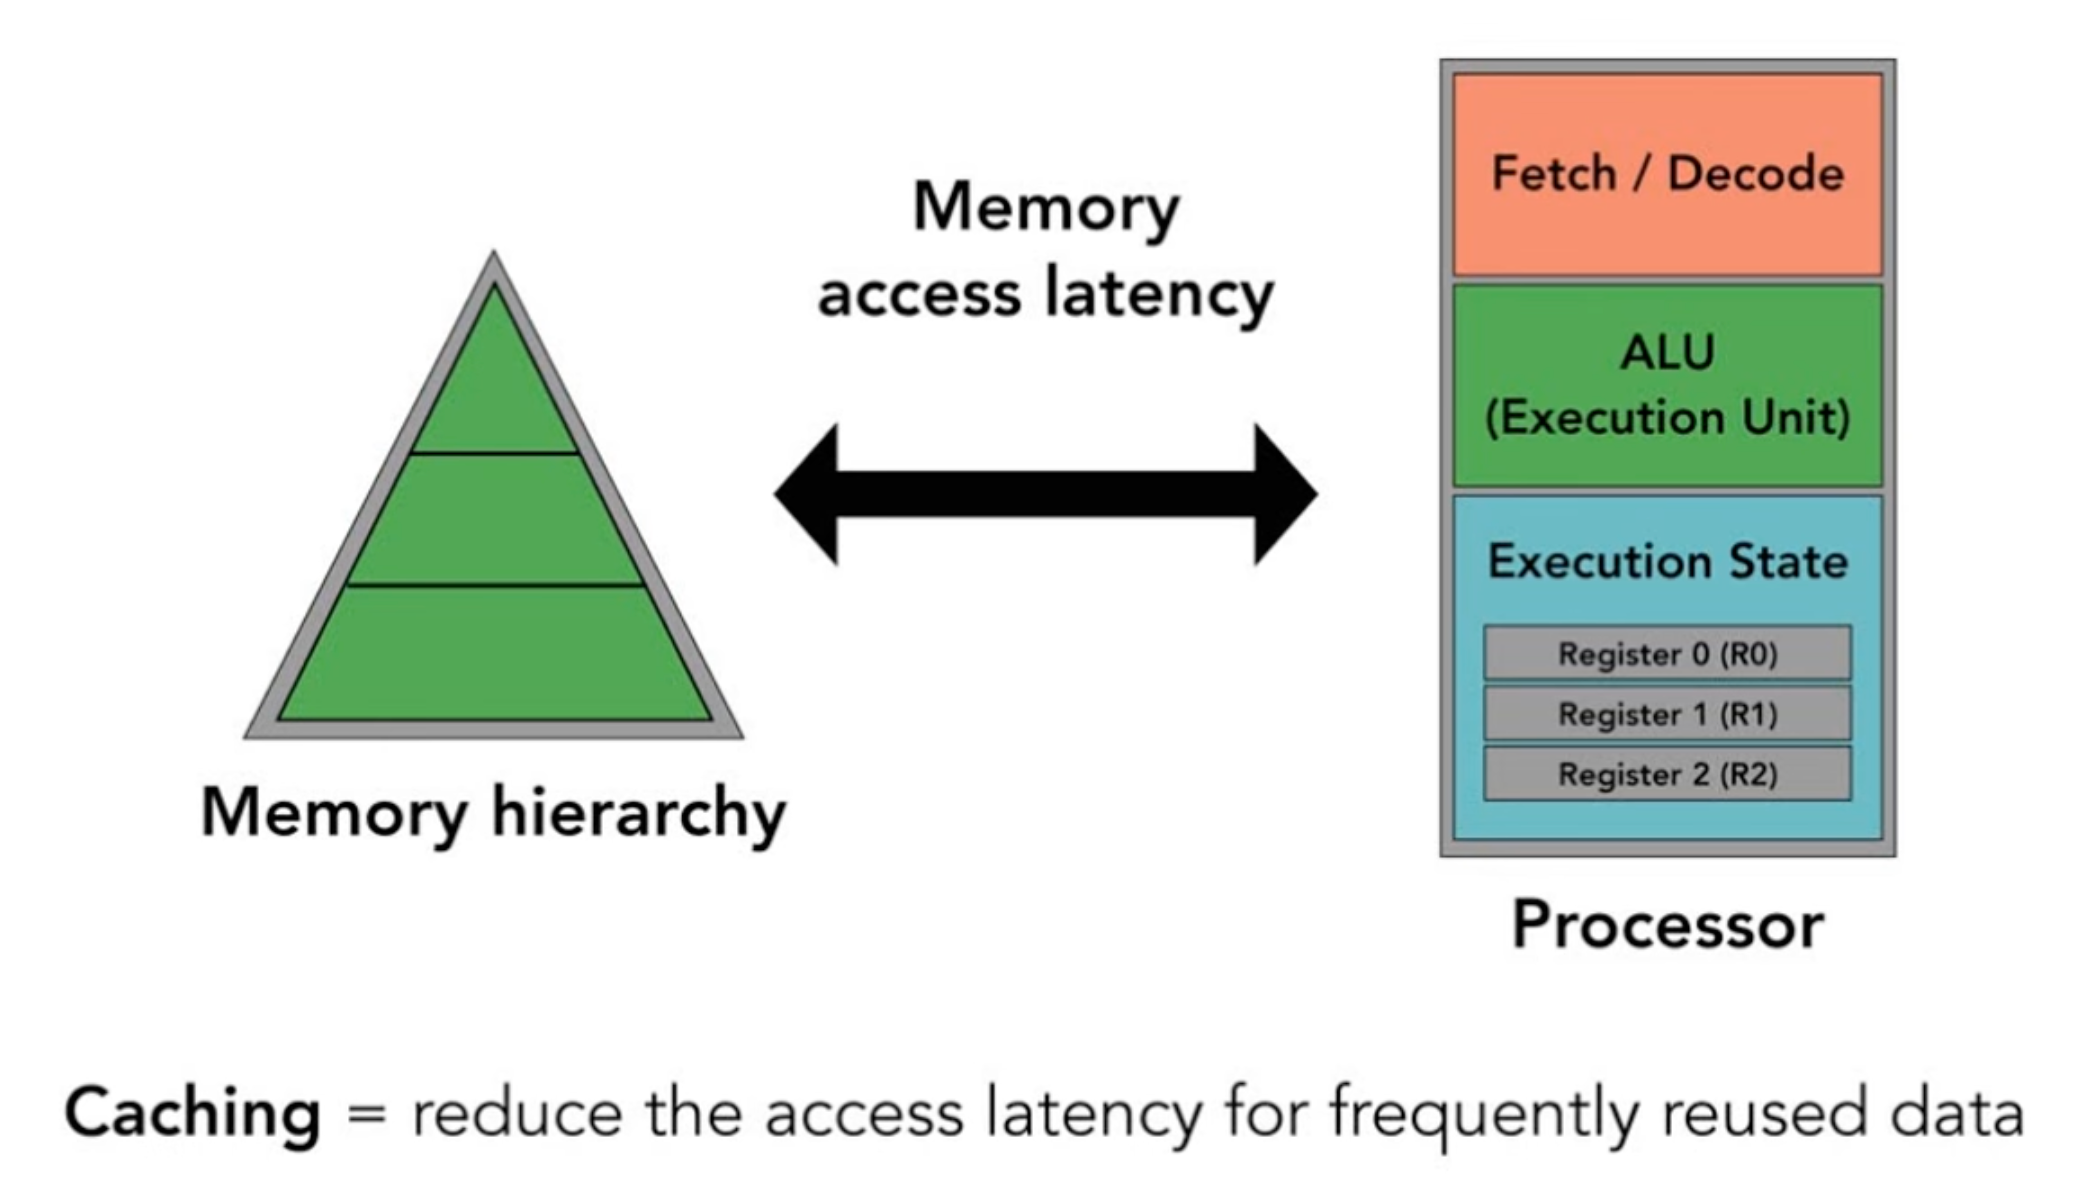 Memory
access latency
Memory hierarchy
Fetch / Decode
ALU
(Execution Unit)
Execution State
Register 0 (R0)
Register 1 (R1)
Register 2 (R2)
Processor
Caching = reduce the access latency for frequently reused data